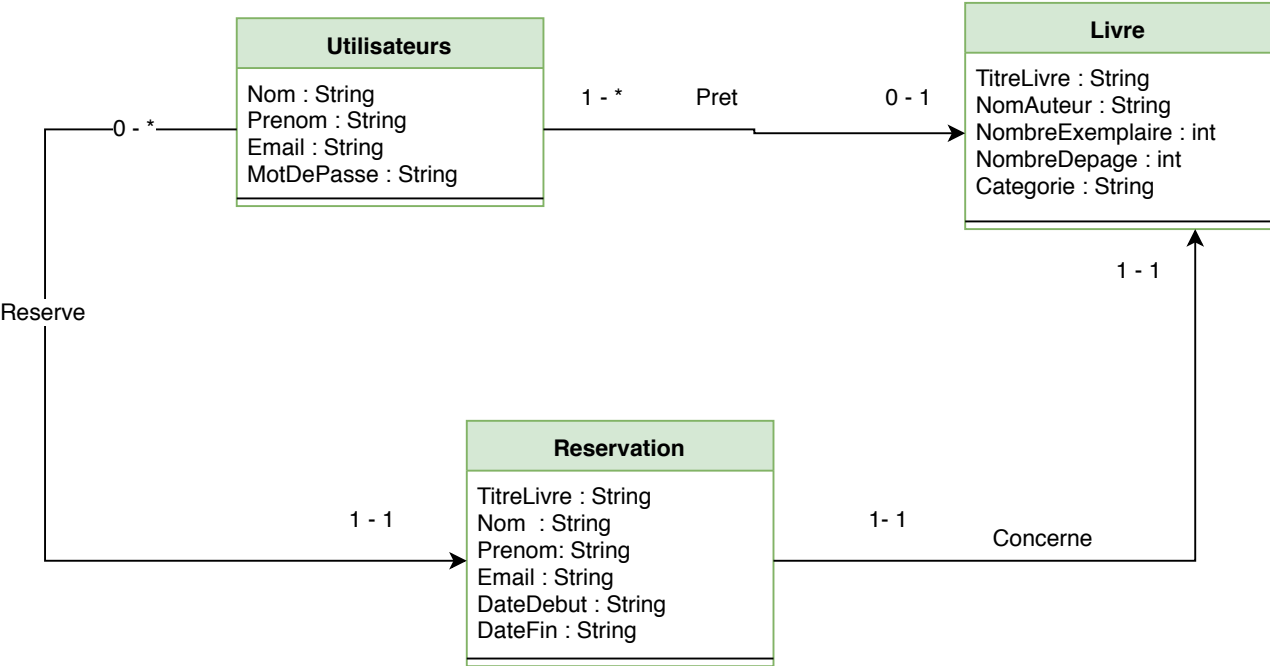 Utilisateurs
Nom : String
Prenom : String
Email : String
MotDePasse : String
1 - *
Pret
0 - 1
Livre
TitreLivre : String
NomAuteur : String
NombreExemplaire : int
NombreDepage : int
Categorie : String
0 - *
Reserve
1 - 1
1 - 1
Reservation
TitreLivre : String
Nom  : String
Prenom: String
Email : String
DateDebut : String
DateFin : String
1- 1
Concerne